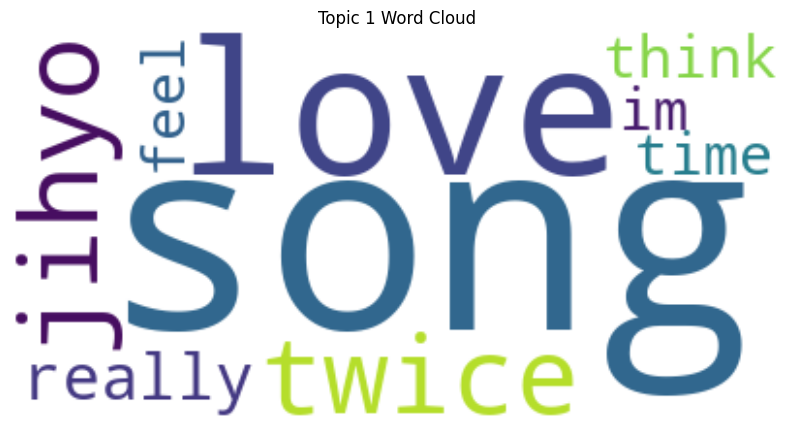 Topic 1 Word Cloud
jihyo
feel
love
think
im
time
song
really
twice